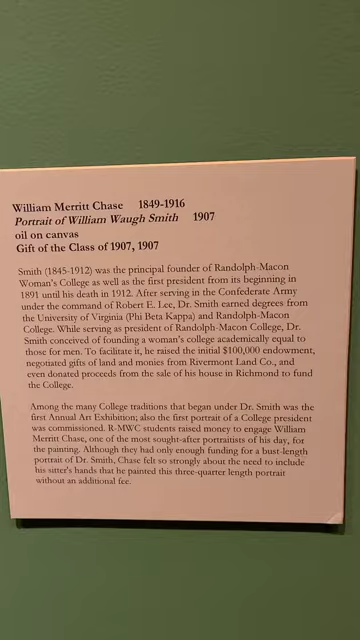 William Merritt Chase 1849-1916
Portrait of William Waugh Smith 1907
oil on canvas
Gift of the Class of 1907, 1907
Smith (1845-1912) was the principal founder of Randolph-Macon
Woman's College as well as the first president from its beginning in
1891 until his death in 1912. After serving in the Confederate Army
under the command of Robert E. Lee, Dr. Smith earned degrees from
the University of Virginia (Phi Beta Kappa) and Randolph-Macon
College. While serving as president of Randolph-Macon College, Dr.
Smith conceived of founding a woman's college academically equal to
those for men. To facilitate it, he raised the initial $100,000 endowment,
negotiated gifts of land and monies from Rivermont Land Co., and
even donated proceeds from the sale of his house in Richmond to fund
the College.
Among the many College traditions that began under Dr. Smith was the
first Annual Art Exhibition; also the first portrait of a College president
was commissioned. R-MWC students raised money to engage William
Merritt Chase, one of the most sought-after portraitists of his day, for
the painting. Although they had only enough funding for a bust-length
portrait of Dr. Smith, Chase felt so strongly about the need to include
his sitter's hands that he painted this three-quarter length portrait
without an additional fee.